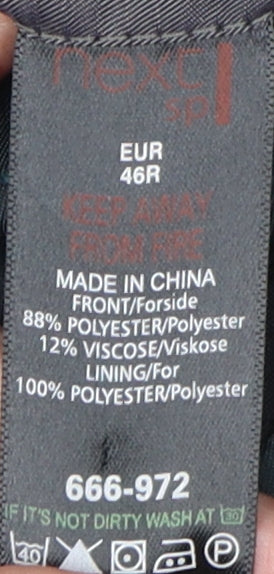 next
sp
EUR
46R
KEEP AWAY
FROM FIRE
MADE IN CHINA
FRONT/Forside
88% POLYESTER/Polyester
12% VISCOSE/Viskose
LINING/For
100% POLYESTER/Polyester
666-972
IF IT'S NOT DIRTY WASH AT 30
40 P